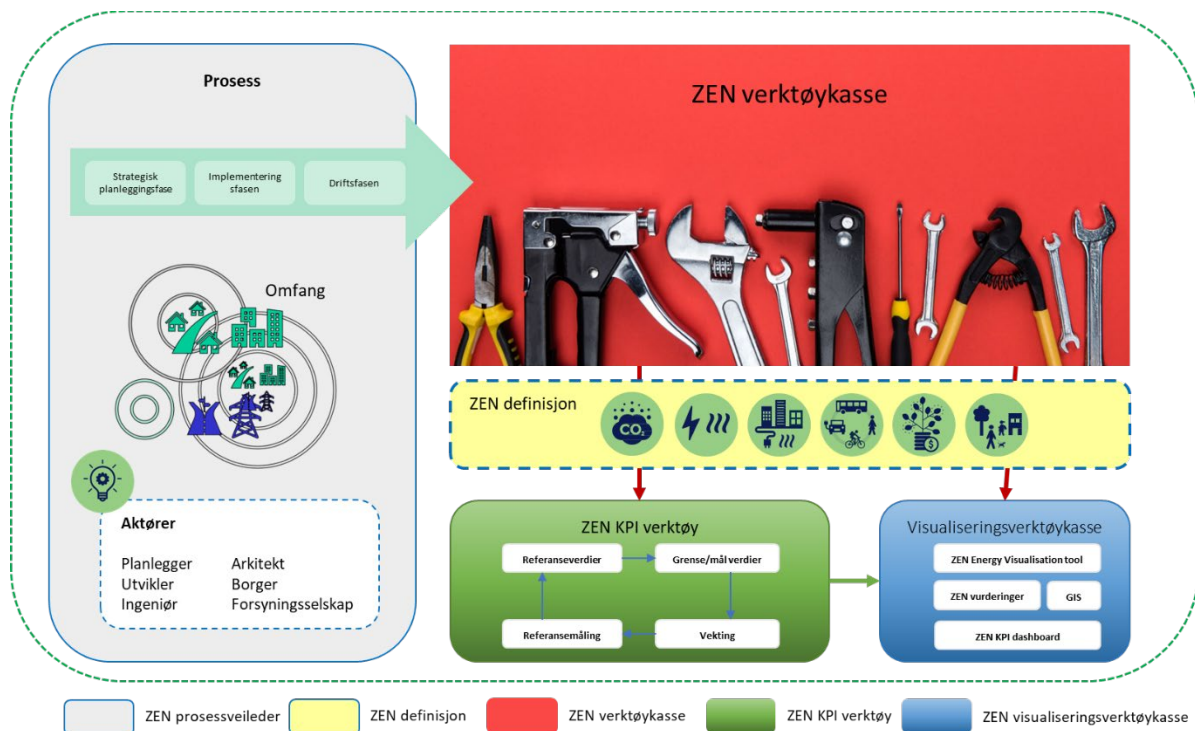 Prosess
Strategisk
planleggingsfase
Implementering
sfasen
Driftsfasen
Omfang
Aktører
Planlegger Arkitekt
Utvikler Borger
Ingeniør Forsyningsselskap
ZEN verktøykasse
ZEN definisjon
CO₂
$
ZEN KPI verktøy
Referanseverdier
Grense/mål verdier
Referansemåling
Vekting
Visualiseringsverktøykasse
ZEN Energy Visualisation tool
ZEN vurderinger
GIS
ZEN KPI dashboard
ZEN prosessveileder
ZEN definisjon
ZEN verktøykasse
ZEN KPI verktøy
ZEN visualiseringsverktøykasse